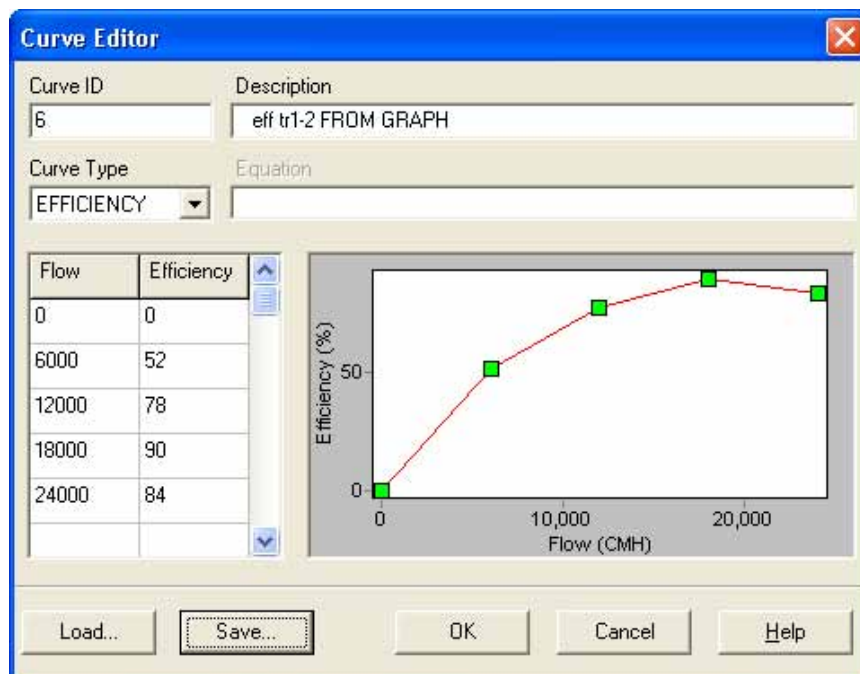 Curve Editor
Curve ID Description
6 eff tr1-2 FROM GRAPH
Curve Type Equation
EFFICIENCY
Flow Efficiency
0 0
6000 52
12000 78
18000 90
24000 84
Efficiency (%)
50
0
0 10,000 20,000
Flow (CMH)
Load... Save... OK Cancel Help